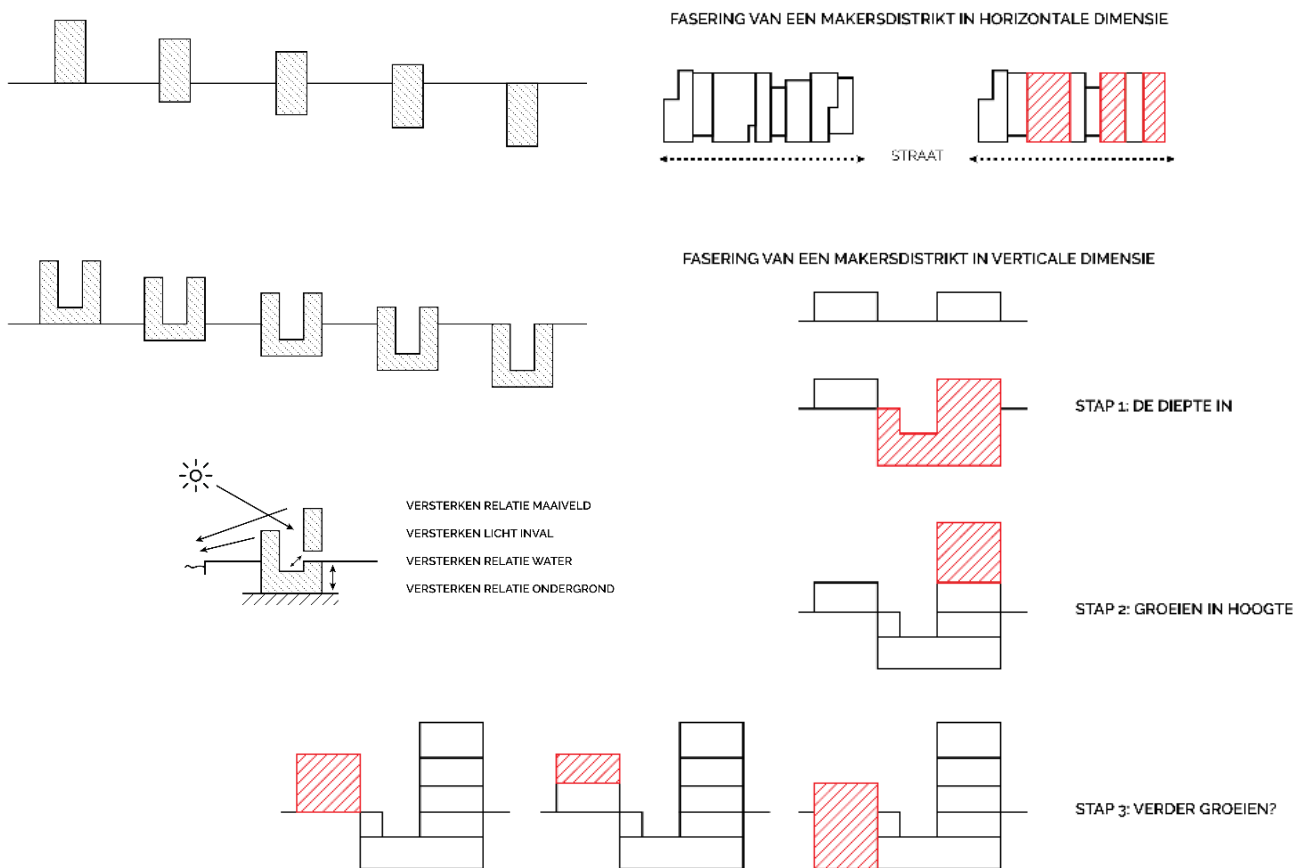 FASERING VAN EEN MAKERSDISTRIKT IN HORIZONTALE DIMENSIE
STRAAT
FASERING VAN EEN MAKERSDISTRIKT IN VERTICALE DIMENSIE
STAP 1: DE DIEPTE IN
VERSTERKEN RELATIE MAAIVELD
VERSTERKEN LICHT INVAL
VERSTERKEN RELATIE WATER
VERSTERKEN RELATIE ONDERGROND
STAP 2: GROEIEN IN HOOGTE
STAP 3: VERDER GROEIEN?